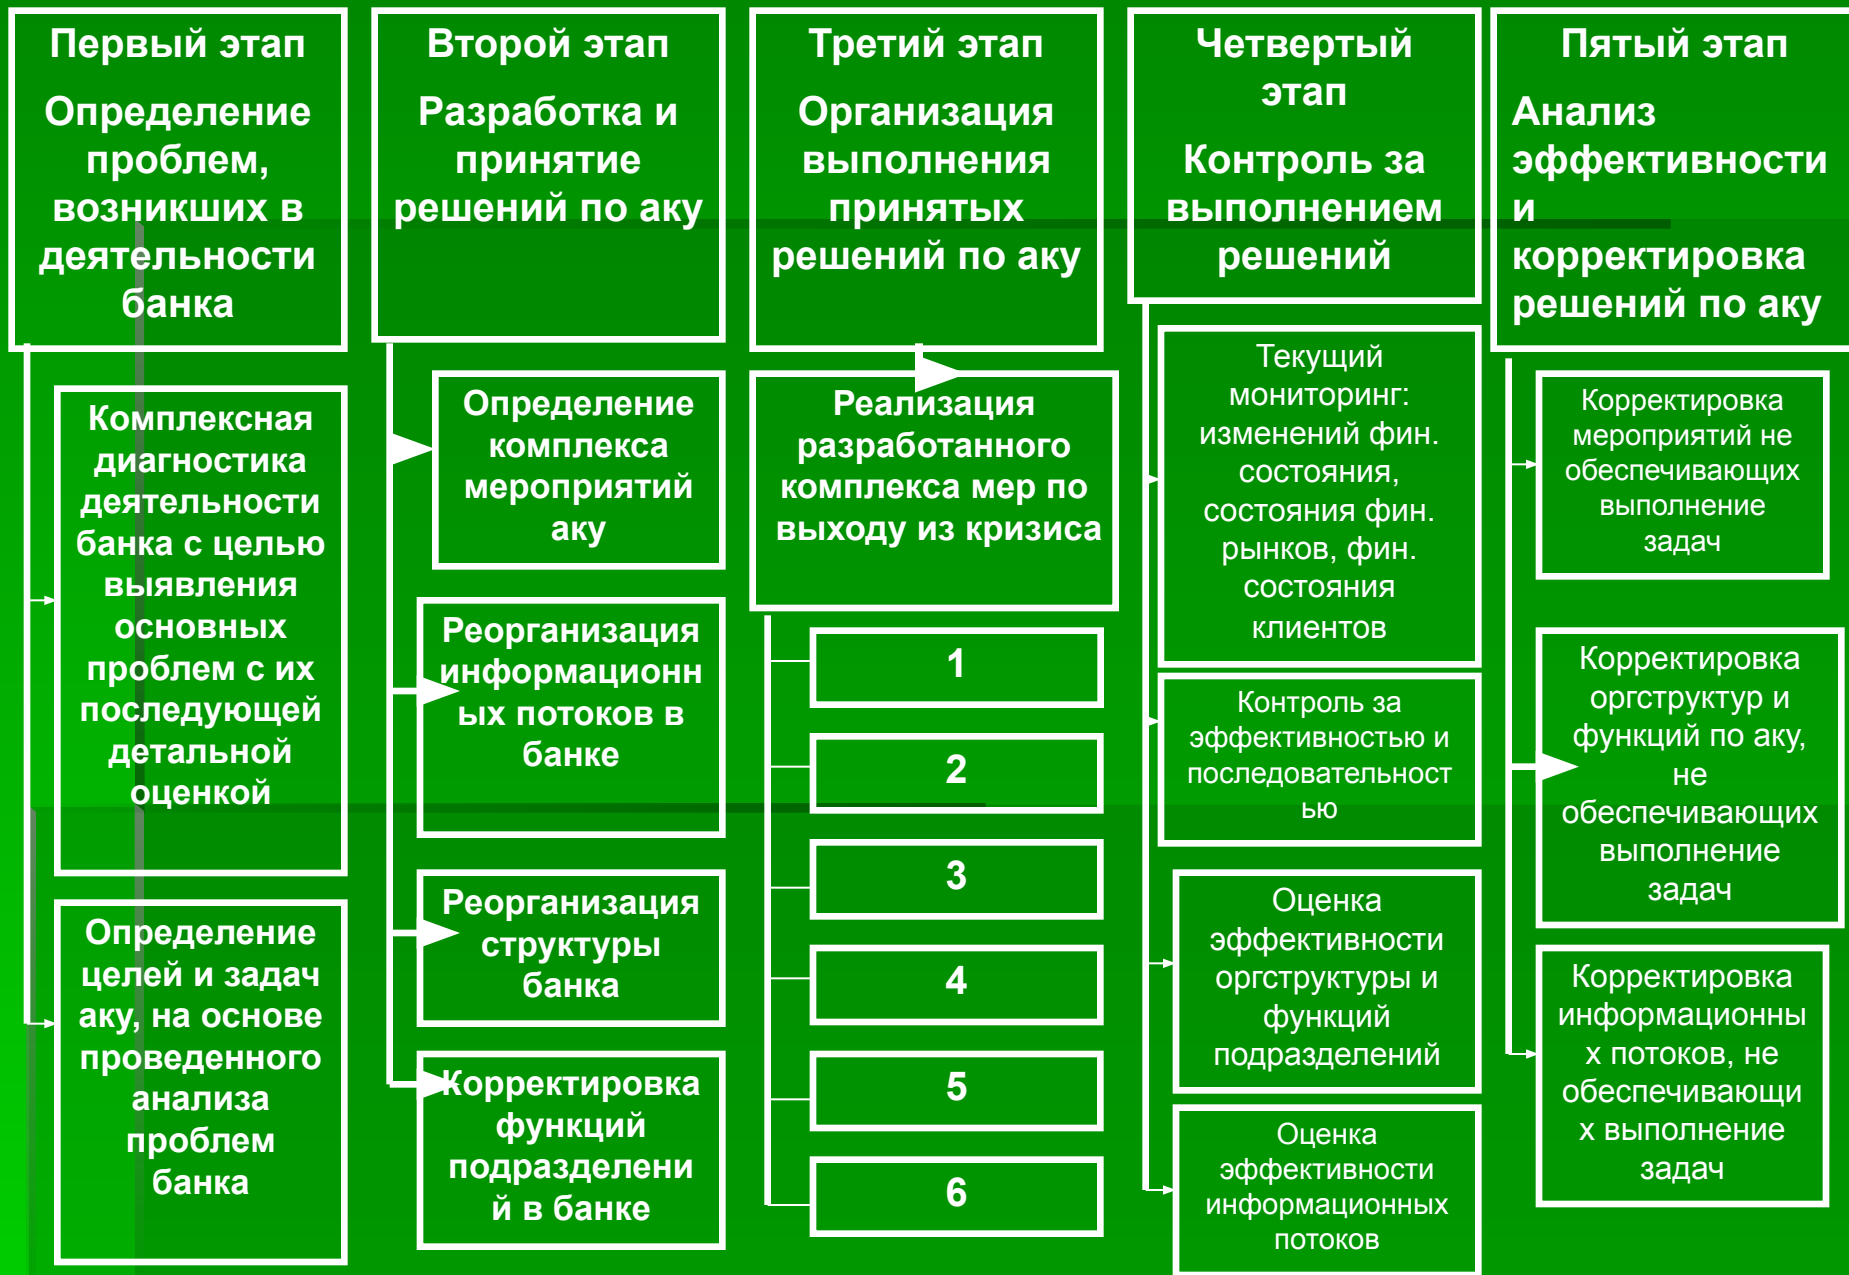 Первый этап
Определение
проблем,
возникших в
деятельности
банка
Комплексная
диагностика
деятельности
банка с целью
выявления
основных
проблем с их
последующей
детальной
оценкой
Определение
целей и задач
аку, на основе
проведенного
анализа
проблем
банка
Второй этап
Разработка и
принятие
решений по аку
Определение
комплекса
мероприятий
аку
Реорганизация
информационн
ых потоков в
банке
Реорганизация
структуры
банка
Корректировка
функций
подразделени
й в банке
Третий этап
Организация
выполнения
принятых
решений по аку
Реализация
разработанного
комплекса мер по
выходу из кризиса
1
2
3
4
5
6
Четвертый
этап
Контроль за
выполнением
решений
Текущий
мониторинг:
изменений фин.
состояния,
состояния фин.
рынков, фин.
состояния
клиентов
Контроль за
эффективностью и
последовательност
ью
Оценка
эффективности
оргструктуры и
функций
подразделений
Оценка
эффективности
информационных
потоков
Пятый этап
Анализ
эффективности
и
корректировка
решений по аку
Корректировка
мероприятий не
обеспечивающих
выполнение
задач
Корректировка
оргструктур и
функций по аку,
не
обеспечивающих
выполнение
задач
Корректировка
информационны
х потоков, не
обеспечивающи
х выполнение
задач